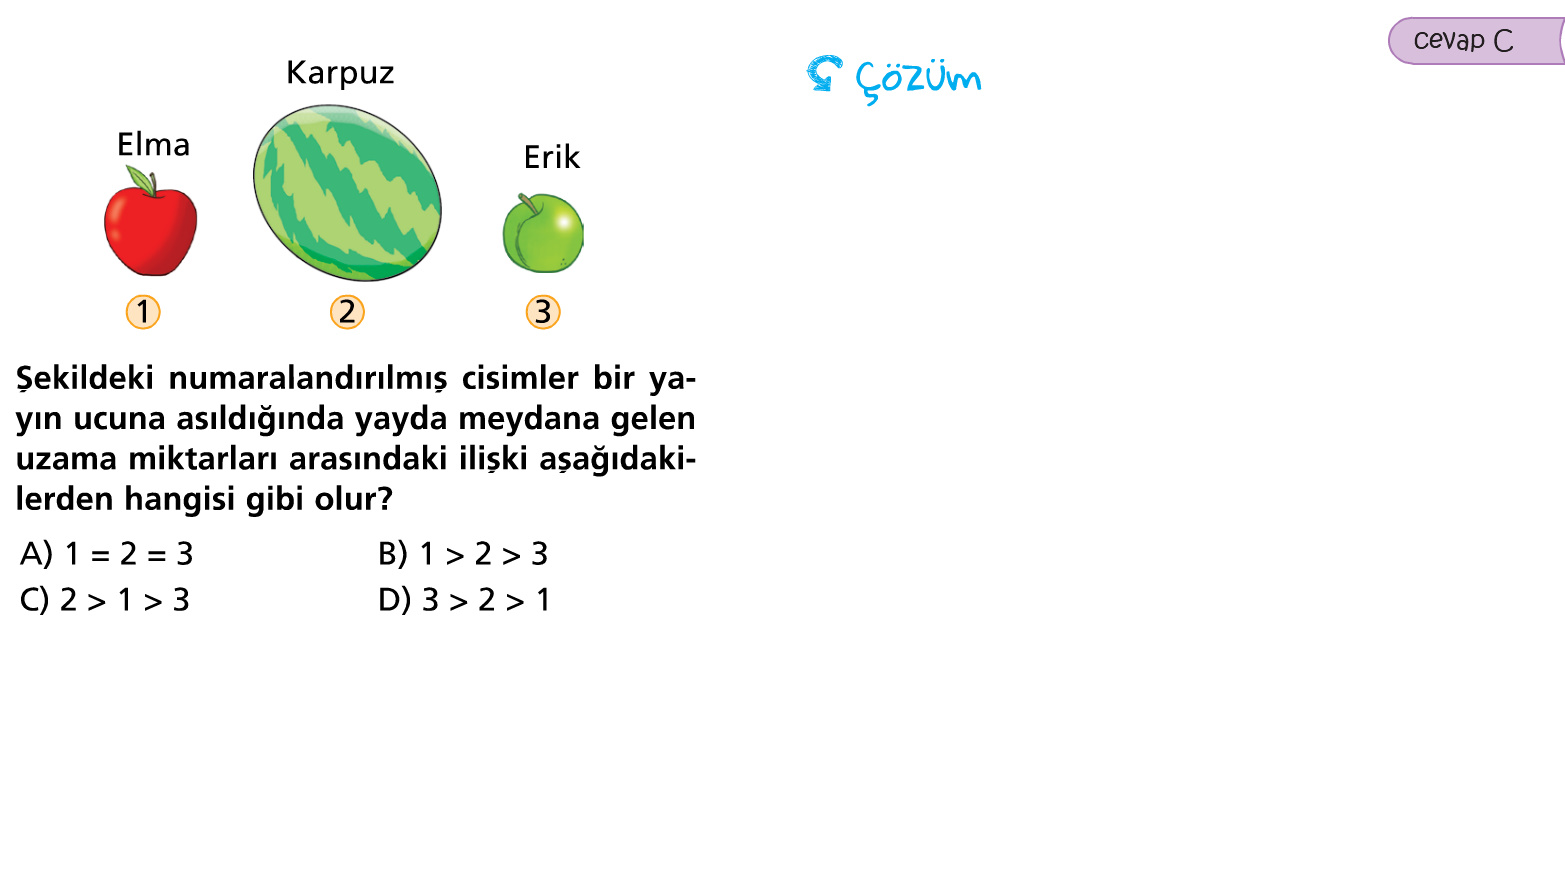 Karpuz
Elma
Erik
1
2
3
Şekildeki numaralandırılmış cisimler bir ya-
yın ucuna asıldığında yayda meydana gelen
uzama miktarları arasındaki ilişki aşağıdaki-
lerden hangisi gibi olur?
A) 1 = 2 = 3
B) 1 > 2 > 3
C) 2 > 1 > 3
D) 3 > 2 > 1
Çözüm
cevap C